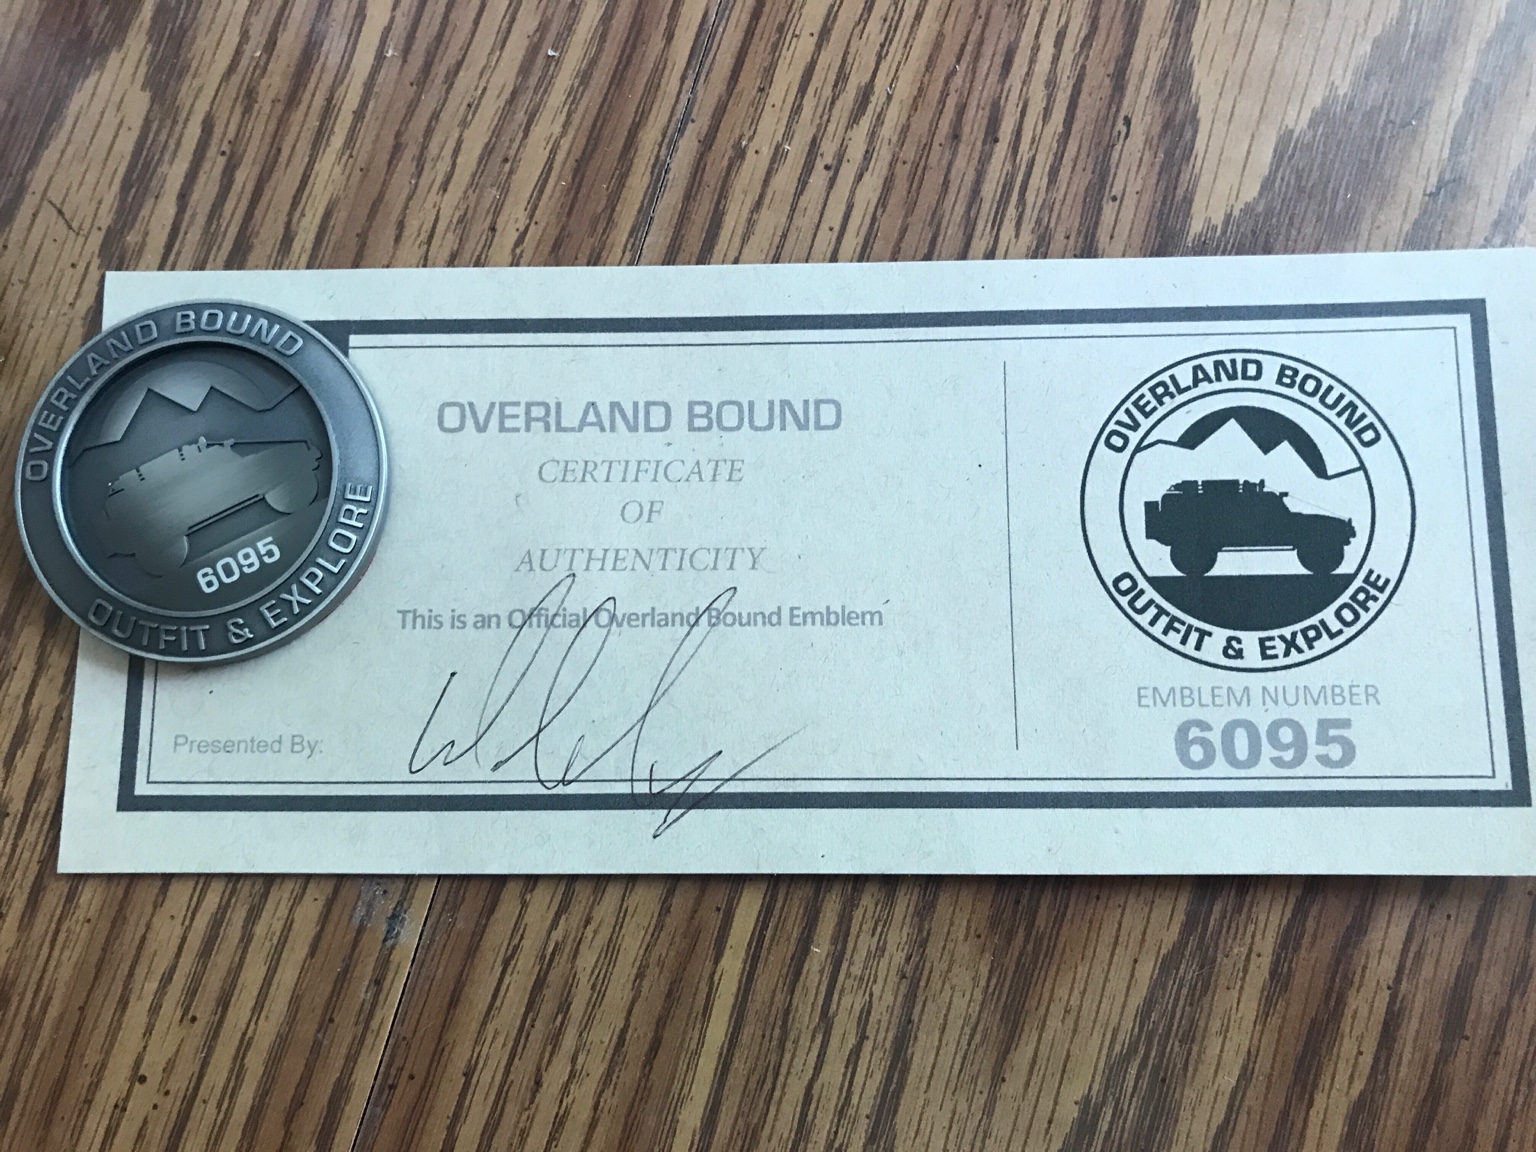 OVERLAND BOUND
6095
OUTFIT & EXPLORE
OVERLAND BOUND
CERTIFICATE
OF
AUTHENTICITY
This is an Official Overland Bound Emblem
Presented By:
OVERLAND BOUND
OUTFIT & EXPLORE
EMBLEM NUMBER
6095